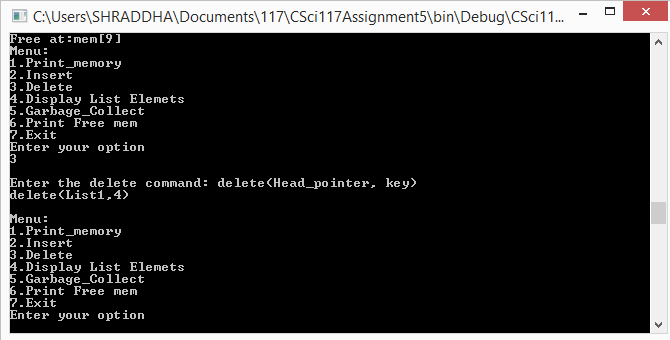 C:\Users\SHRADDHA\Documents\117\CSci117Assignment5\bin\Debug\CSci11...
Free at:mem[9]
Menu:
1.Print_memory
2.Insert
3.Delete
4.Display List Elemets
5.Garbage_Collect
6.Print Free mem
7.Exit
Enter your option
3
Enter the delete command: delete(Head_pointer, key)
delete(List1,4)
Menu:
1.Print_memory
2.Insert
3.Delete
4.Display List Elemets
5.Garbage_Collect
6.Print Free mem
7.Exit
Enter your option